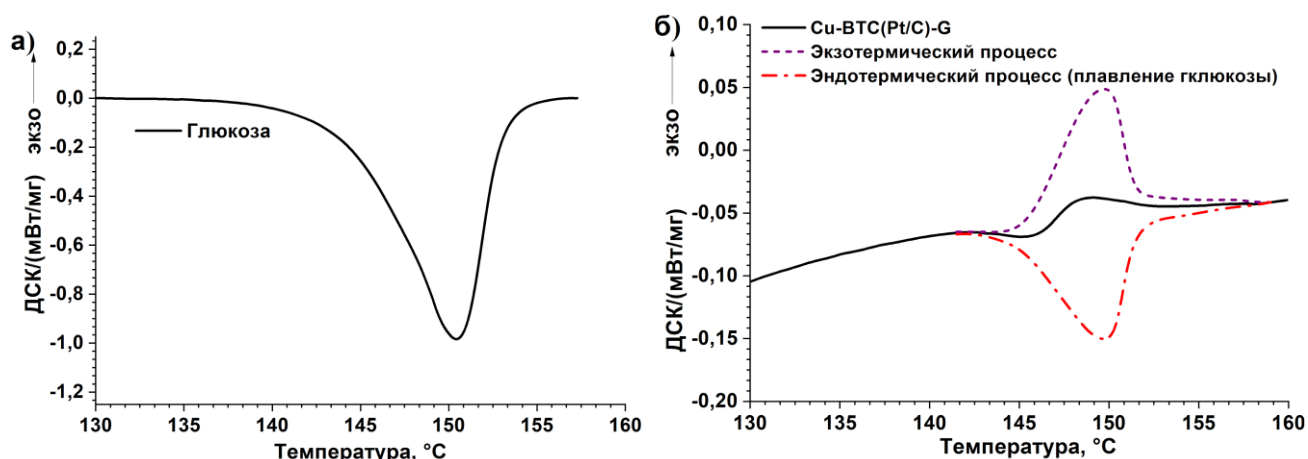 а)
экзо
ДСК/(мВт/мг)
0,2
0,0
-0,2
-0,4
-0,6
-0,8
-1,0
-1,2
Глюкоза
130 135 140 145 150 155 160
Температура, °C
б)
экзо
ДСК/(мВт/мг)
0,10
0,05
0,00
-0,05
-0,10
-0,15
-0,20
Cu-BTC(Pt/C)-G
Экзотермический процесс
Эндотермический процесс (плавление гклюкозы)
130 135 140 145 150 155 160
Температура, °C